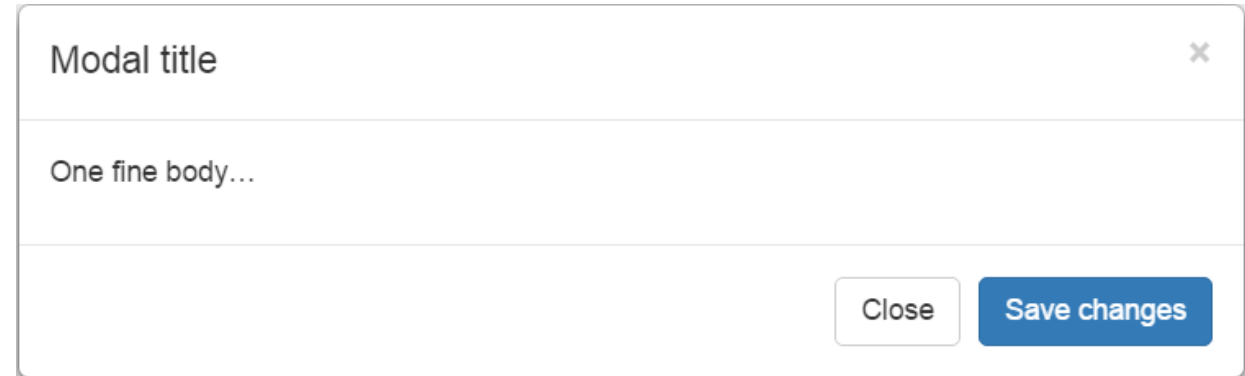 Modal title ×
One fine body…
Close Save changes